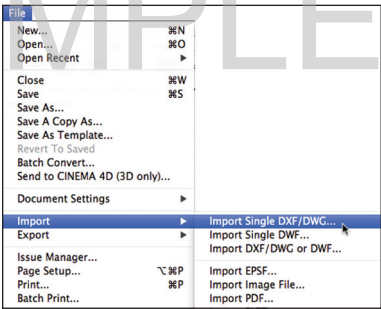 MPLE
File
New... ⌘N
Open... ⌘O
Open Recent ▶
Close ⌘W
Save ⌘S
Save As...
Save A Copy As...
Save As Template...
Revert To Saved
Batch Convert...
Send to CINEMA 4D (3D only)...
Document Settings ▶
Import ▶
Import Single DXF/DWG...
Export ▶
Import Single DWF...
Import DXF/DWG or DWF...
Issue Manager...
Page Setup... ⌥⌘P
Import EPSF...
Print... ⌘P
Import Image File...
Batch Print...
Import PDF...